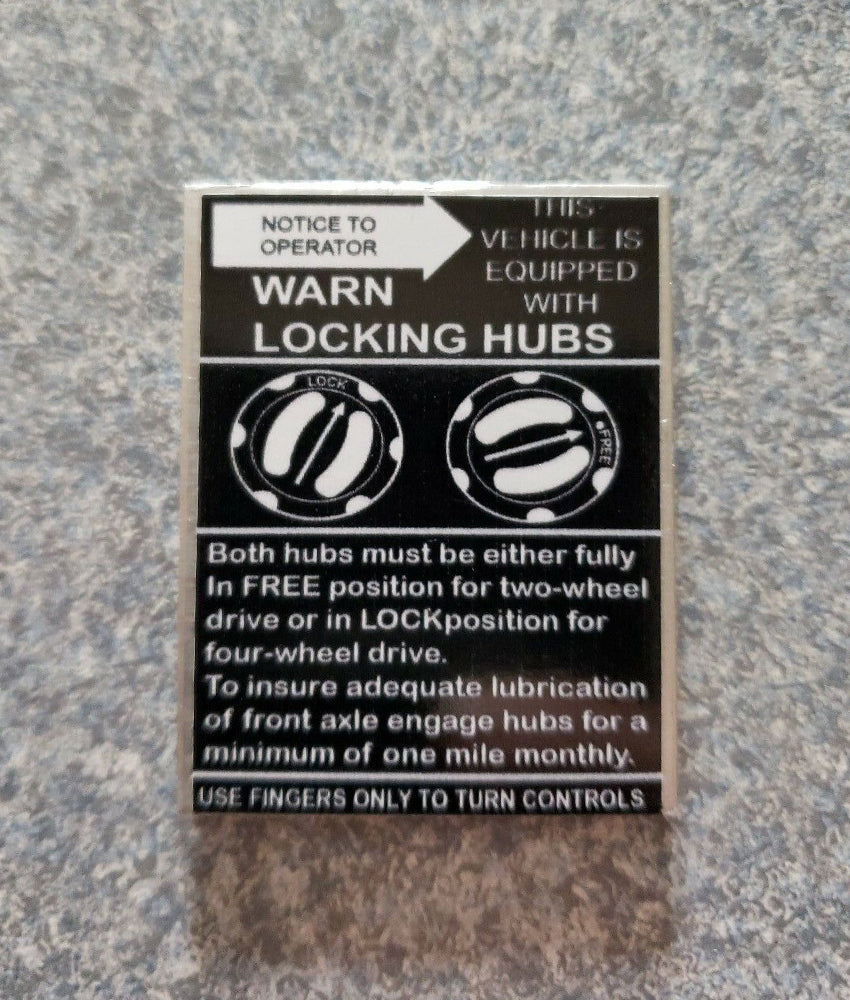 NOTICE TO
OPERATOR
THIS
VEHICLE IS
EQUIPPED
WITH
WARN
LOCKING HUBS
LOCK
FREE
Both hubs must be either fully
In FREE position for two-wheel
drive or in LOCKposition for
four-wheel drive.
To insure adequate lubrication
of front axle engage hubs for a
minimum of one mile monthly.
USE FINGERS ONLY TO TURN CONTROLS